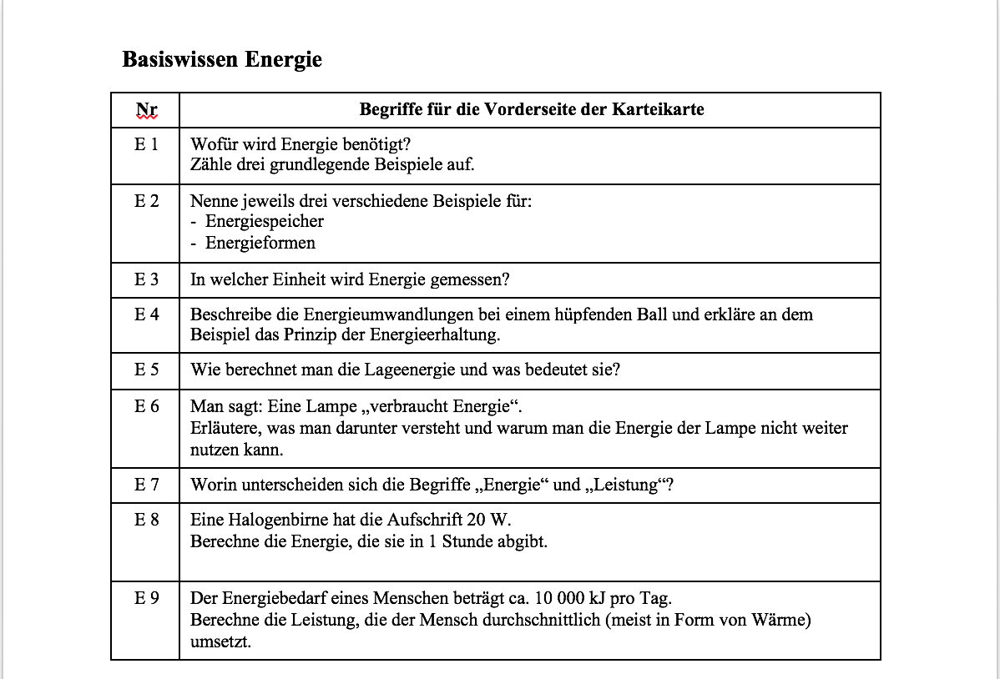 Basiswissen Energie
Nr
Begriffe für die Vorderseite der Karteikarte
E 1
Wofür wird Energie benötigt?
Zähle drei grundlegende Beispiele auf.
E 2
Nenne jeweils drei verschiedene Beispiele für:
- Energiespeicher
- Energieformen
E 3
In welcher Einheit wird Energie gemessen?
E 4
Beschreibe die Energieumwandlungen bei einem hüpfenden Ball und erkläre an dem
Beispiel das Prinzip der Energieerhaltung.
E 5
Wie berechnet man die Lageenergie und was bedeutet sie?
E 6
Man sagt: Eine Lampe „verbraucht Energie“.
Erläutere, was man darunter versteht und warum man die Energie der Lampe nicht weiter
nutzen kann.
E 7
Worin unterscheiden sich die Begriffe „Energie“ und „Leistung“?
E 8
Eine Halogenbirne hat die Aufschrift 20 W.
Berechne die Energie, die sie in 1 Stunde abgibt.
E 9
Der Energiebedarf eines Menschen beträgt ca. 10 000 kJ pro Tag.
Berechne die Leistung, die der Mensch durchschnittlich (meist in Form von Wärme)
umsetzt.